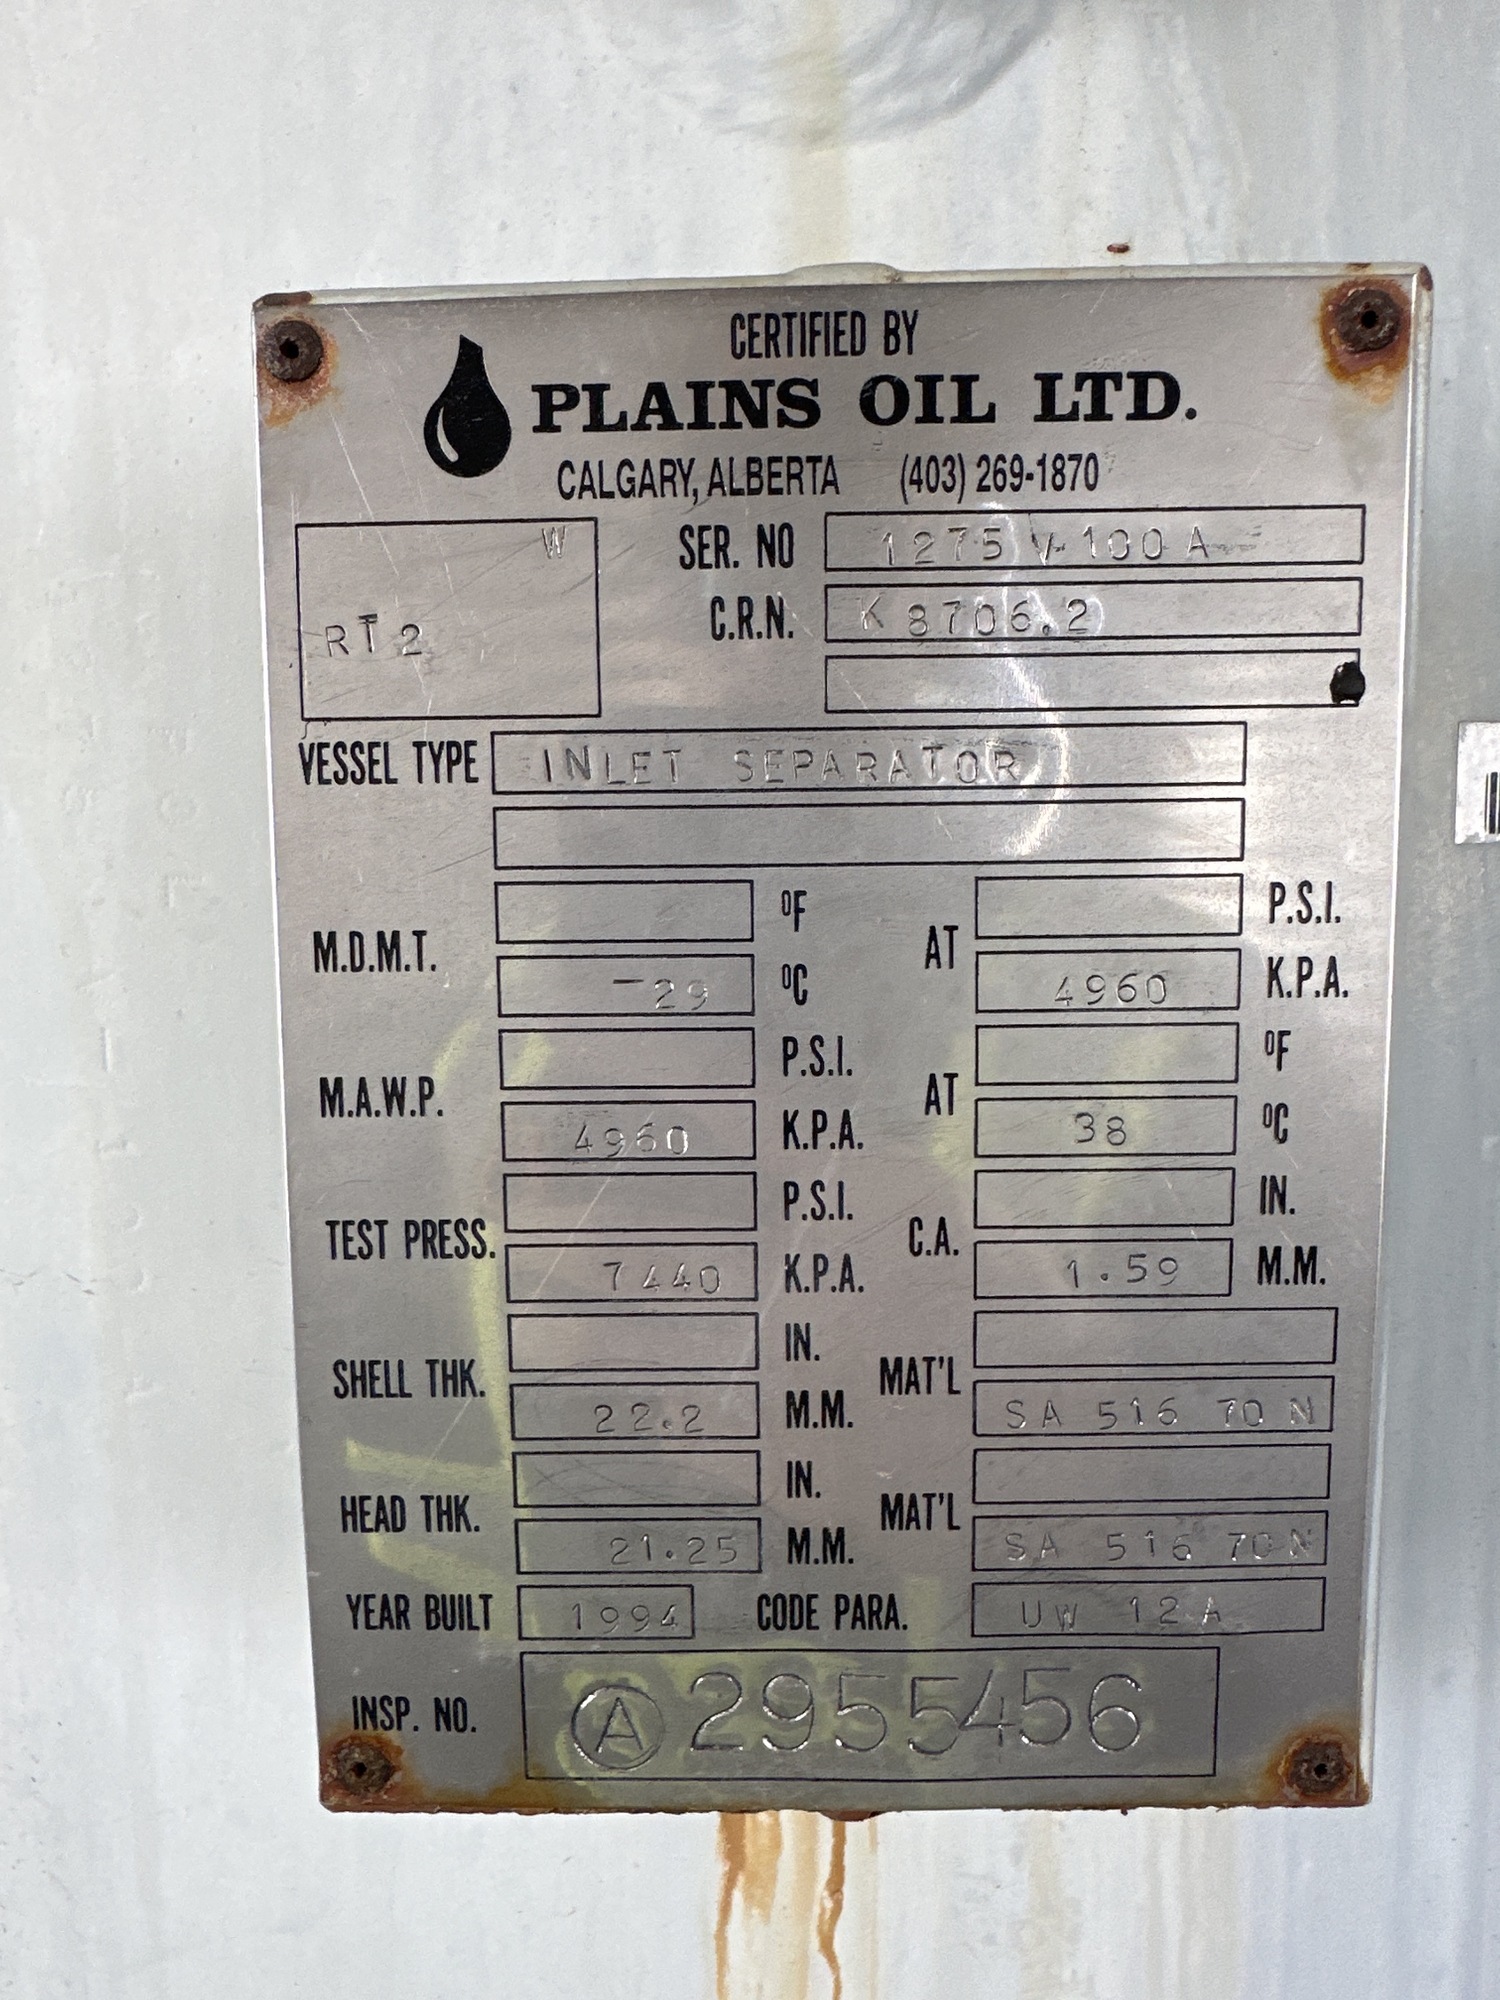 CERTIFIED BY
PLAINS OIL LTD.
CALGARY, ALBERTA (403) 269-1870
W
RT 2
SER. NO 1275 V-100 A
C.R.N. K 8706.2
VESSEL TYPE INLET SEPARATOR
M.D.M.T. °F AT P.S.I.
-29 °C 4960 K.P.A.
M.A.W.P. P.S.I. AT °F
4960 K.P.A. 38 °C
TEST PRESS. P.S.I. C.A. IN.
7440 K.P.A. 1.59 M.M.
SHELL THK. IN. MAT'L
22.2 M.M. SA 516 70 N
HEAD THK. IN. MAT'L
21.25 M.M. SA 516 70 N
YEAR BUILT 1994 CODE PARA. UW 12 A
INSP. NO. A 2955456